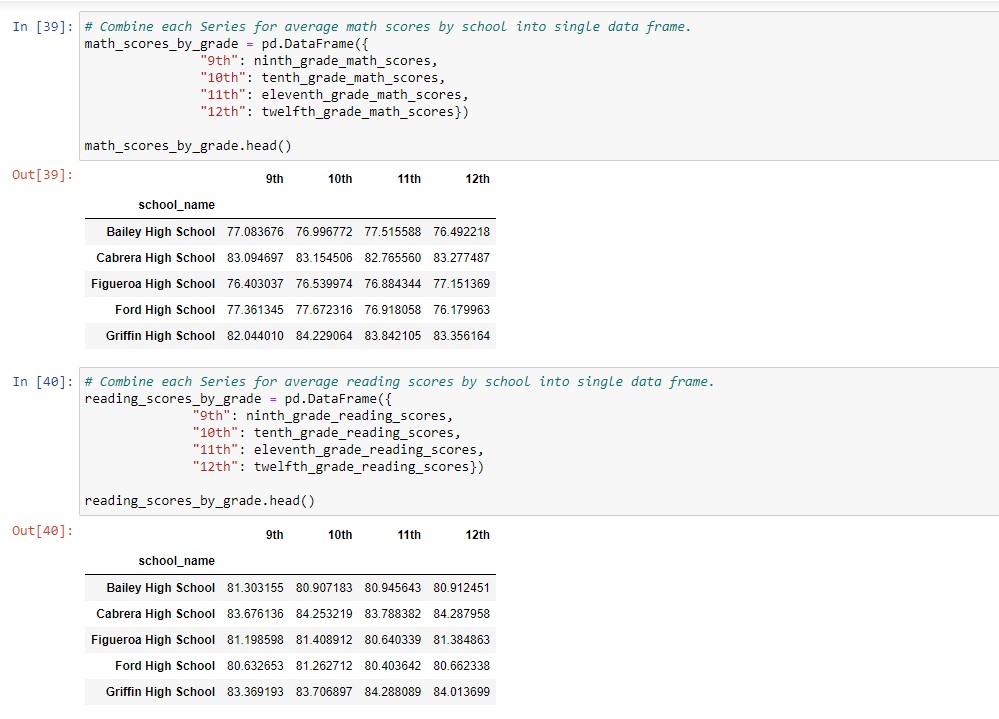 In [39]: # Combine each Series for average math scores by school into single data frame.
math_scores_by_grade = pd.DataFrame({
"9th": ninth_grade_math_scores,
"10th": tenth_grade_math_scores,
"11th": eleventh_grade_math_scores,
"12th": twelfth_grade_math_scores})
math_scores_by_grade.head()
Out[39]:
9th 10th 11th 12th
school_name
Bailey High School 77.083676 76.996772 77.515588 76.492218
Cabrera High School 83.094697 83.154506 82.765560 83.277487
Figueroa High School 76.403037 76.539974 76.884344 77.151369
Ford High School 77.361345 77.672316 76.918058 76.179963
Griffin High School 82.044010 84.229064 83.842105 83.356164
In [40]: # Combine each Series for average reading scores by school into single data frame.
reading_scores_by_grade = pd.DataFrame({
"9th": ninth_grade_reading_scores,
"10th": tenth_grade_reading_scores,
"11th": eleventh_grade_reading_scores,
"12th": twelfth_grade_reading_scores})
reading_scores_by_grade.head()
Out[40]:
9th 10th 11th 12th
school_name
Bailey High School 81.303155 80.907183 80.945643 80.912451
Cabrera High School 83.676136 84.253219 83.788382 84.287958
Figueroa High School 81.198598 81.408912 80.640339 81.384863
Ford High School 80.632653 81.262712 80.403642 80.662338
Griffin High School 83.369193 83.706897 84.288089 84.013699